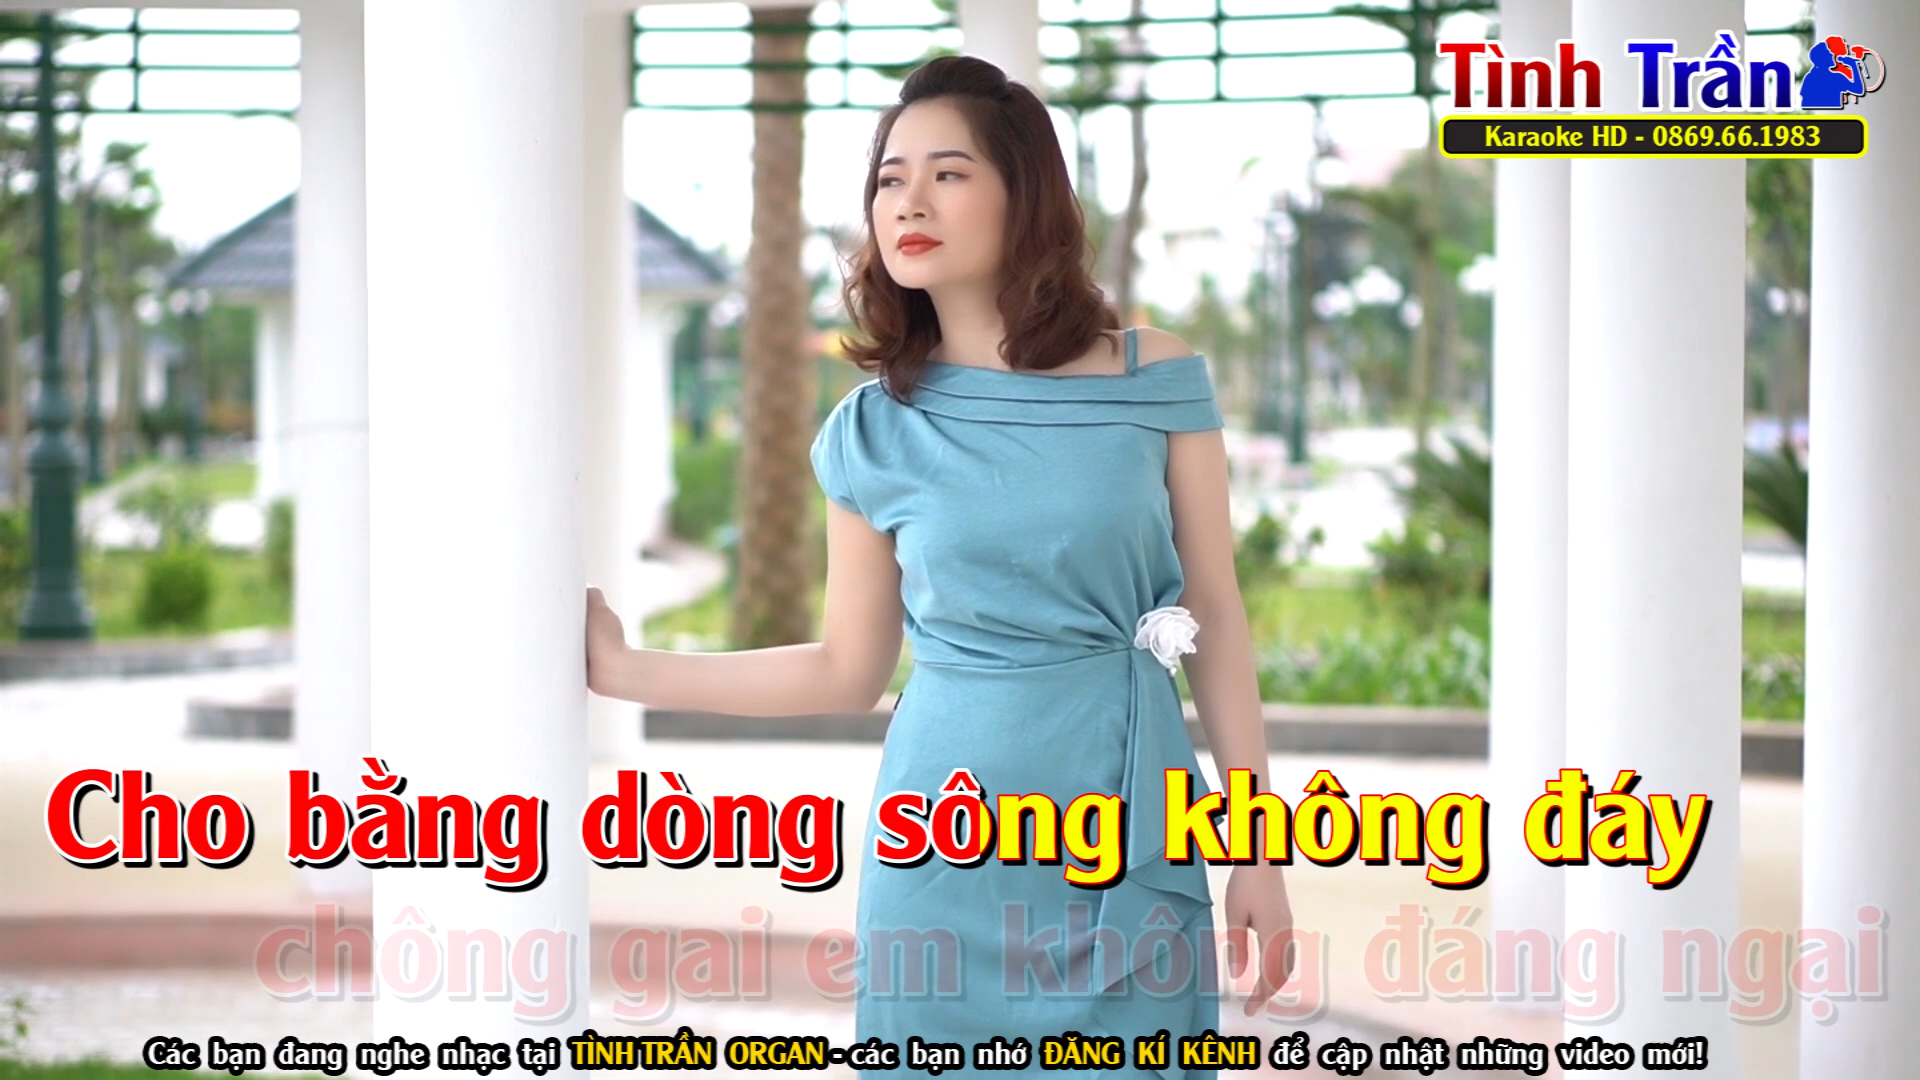 Tình Trần
Karaoke HD - 0869.66.1983
Cho bằng dòng sông không đáy
chông gai em không đáng ngại
Các bạn đang nghe nhạc tại TÌNH TRẦN ORGAN - các bạn nhớ ĐĂNG KÍ KÊNH để cập nhật những video mới!